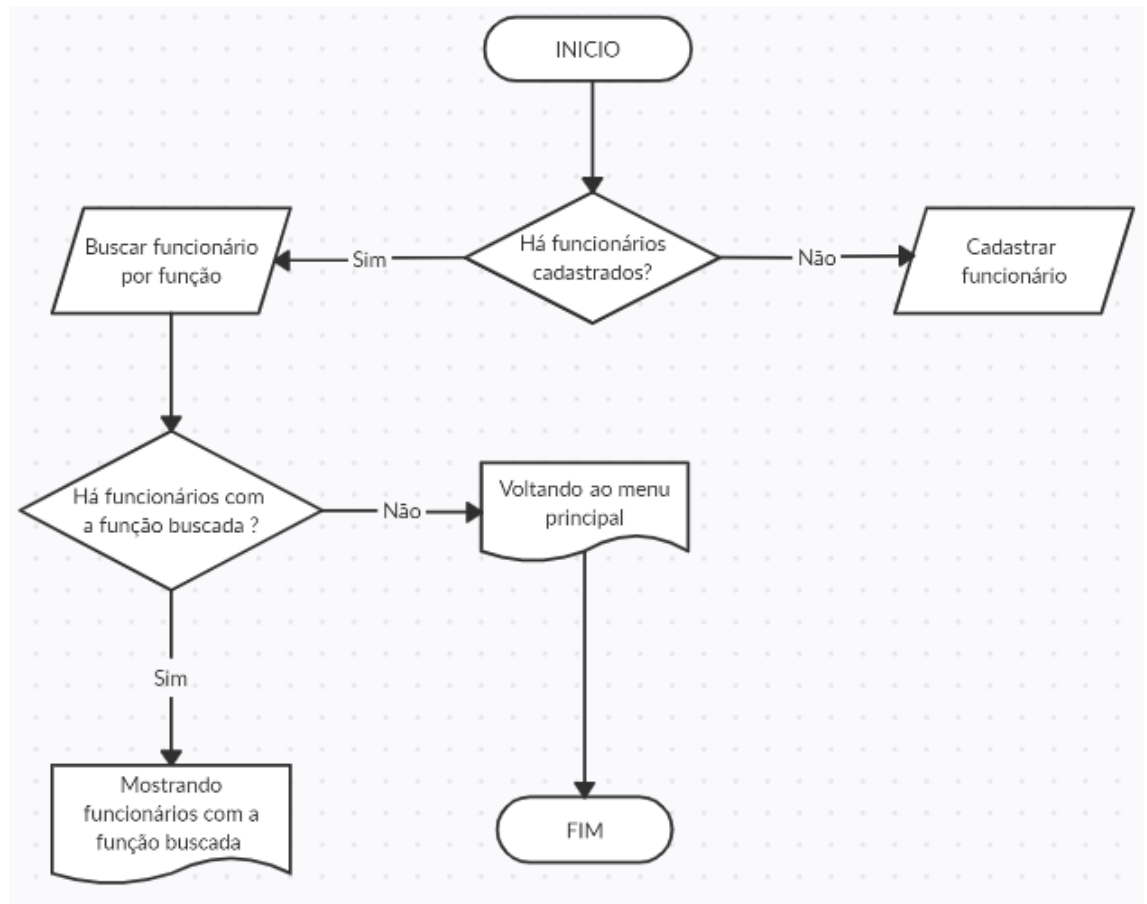 INICIO
Há funcionários
cadastrados?
Sim
Buscar funcionário
por função
Não
Cadastrar
funcionário
Há funcionários com
a função buscada ?
Não
Voltando ao menu
principal
Sim
Mostrando
funcionários com a
função buscada
FIM